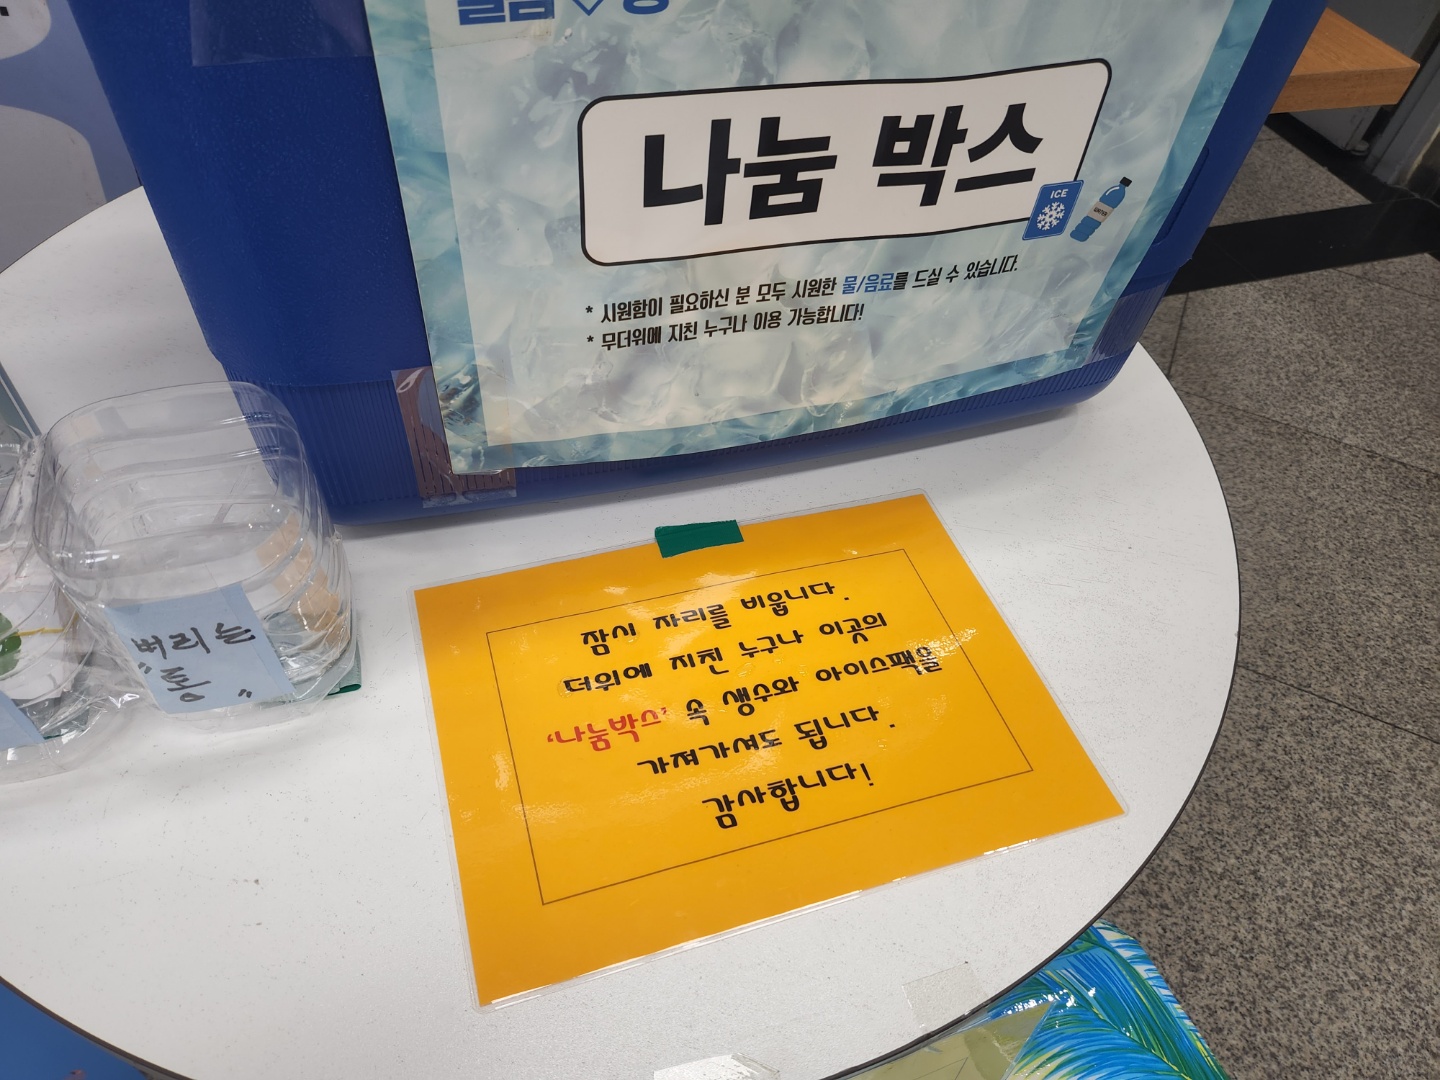 나눔 박스
ICE
* 시원함이 필요하신 분 모두 시원한 물/음료를 드실 수 있습니다.
* 무더위에 지친 누구나 이용 가능합니다!
버리는
"통"
잠시 자리를 비웁니다.
더위에 지친 누구나 이곳의
'나눔박스' 속 생수와 아이스팩을
가져가셔도 됩니다.
감사합니다!